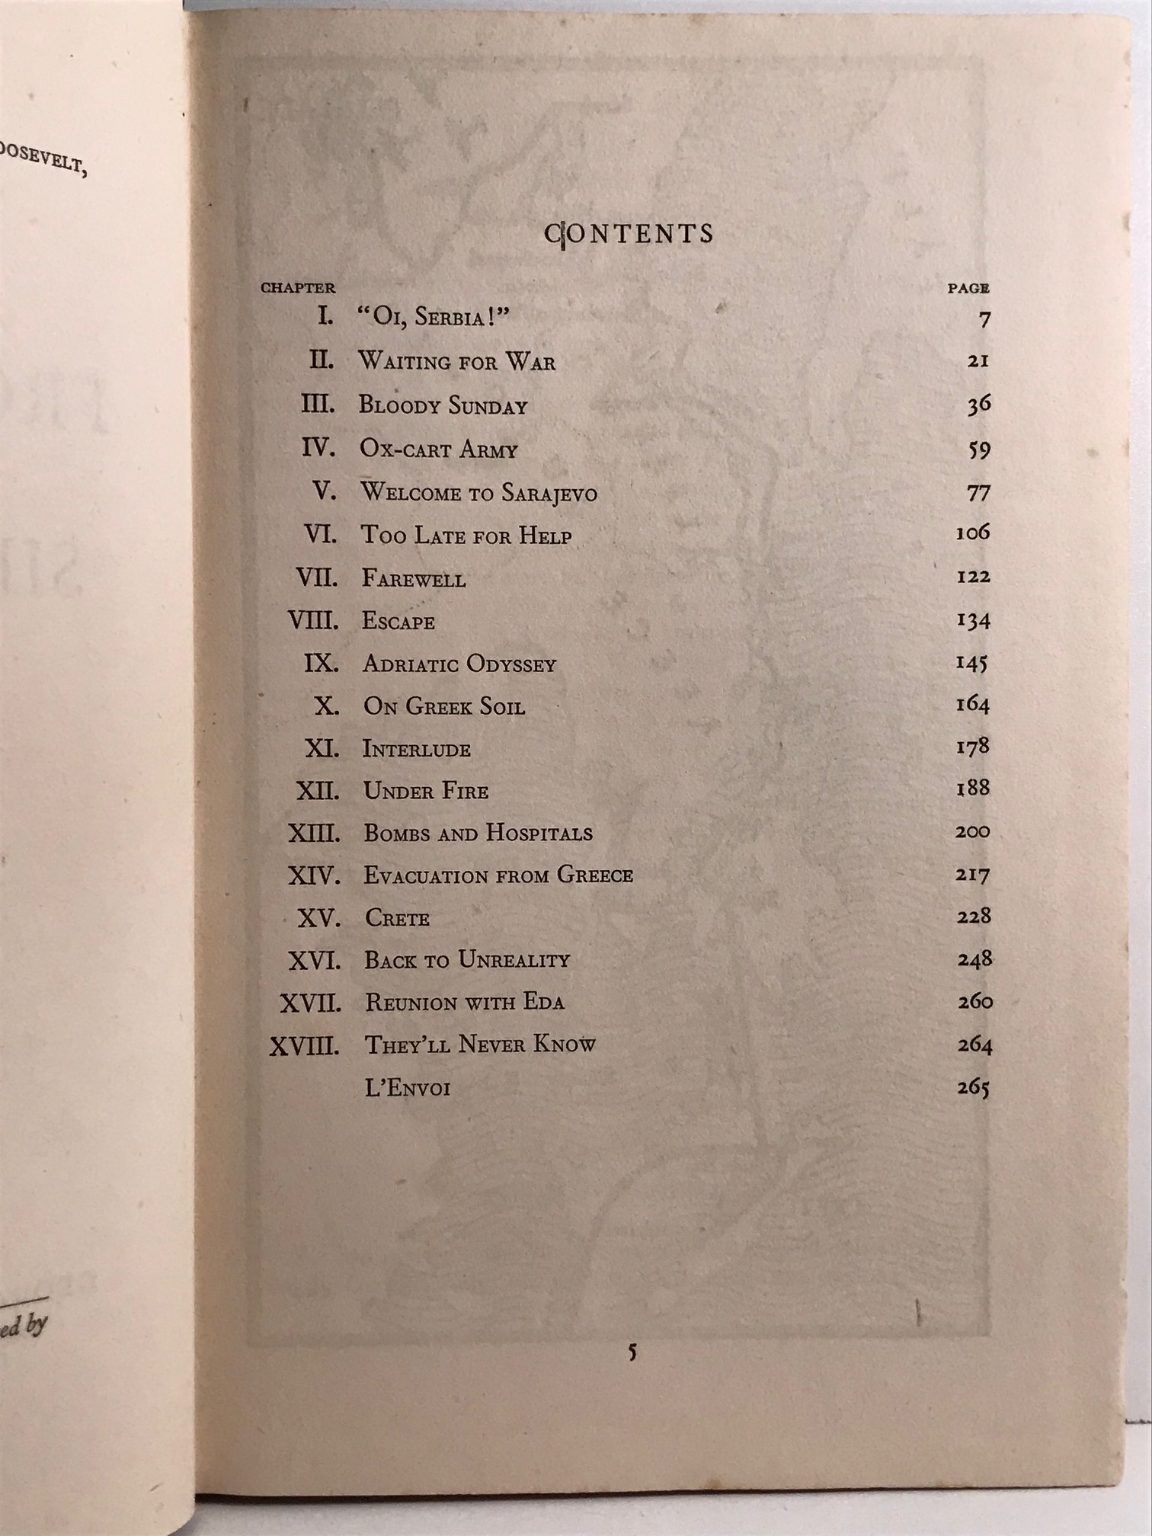 OOSEVELT,
ed by
CONTENTS
CHAPTER PAGE
I. “OI, SERBIA!” 7
II. WAITING FOR WAR 21
III. BLOODY SUNDAY 36
IV. OX-CART ARMY 59
V. WELCOME TO SARAJEVO 77
VI. TOO LATE FOR HELP 106
VII. FAREWELL 122
VIII. ESCAPE 134
IX. ADRIATIC ODYSSEY 145
X. ON GREEK SOIL 164
XI. INTERLUDE 178
XII. UNDER FIRE 188
XIII. BOMBS AND HOSPITALS 200
XIV. EVACUATION FROM GREECE 217
XV. CRETE 228
XVI. BACK TO UNREALITY 248
XVII. REUNION WITH EDA 260
XVIII. THEY’LL NEVER KNOW 264
L’ENVOI 265
5